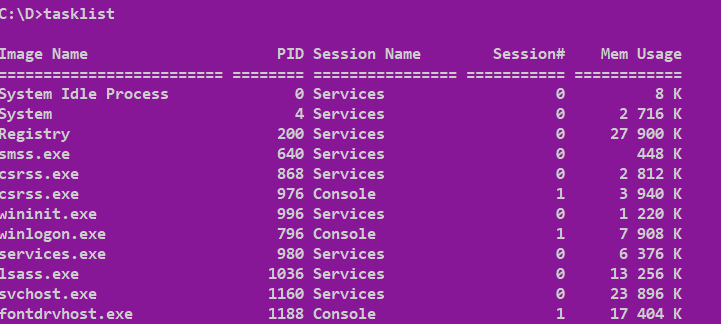 C:\D>tasklist
Image Name                     PID Session Name        Session#    Mem Usage
========================= ======== ================ =========== ============
System Idle Process              0 Services                   0          8 K
System                           4 Services                   0      2 716 K
Registry                       200 Services                   0     27 900 K
smss.exe                       640 Services                   0        448 K
csrss.exe                      868 Services                   0      2 812 K
csrss.exe                      976 Console                    1      3 940 K
wininit.exe                    996 Services                   0      1 220 K
winlogon.exe                   796 Console                    1      7 908 K
services.exe                   980 Services                   0      6 376 K
lsass.exe                     1036 Services                   0     13 256 K
svchost.exe                   1160 Services                   0     23 896 K
fontdrvhost.exe               1188 Console                    1     17 404 K